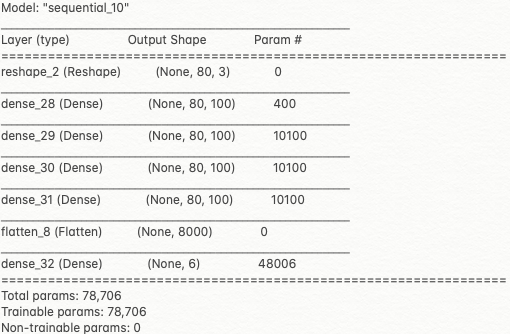 Model: "sequential_10"
_________________________________________________________________
Layer (type) Output Shape Param #
=================================================================
reshape_2 (Reshape) (None, 80, 3) 0
_________________________________________________________________
dense_28 (Dense) (None, 80, 100) 400
_________________________________________________________________
dense_29 (Dense) (None, 80, 100) 10100
_________________________________________________________________
dense_30 (Dense) (None, 80, 100) 10100
_________________________________________________________________
dense_31 (Dense) (None, 80, 100) 10100
_________________________________________________________________
flatten_8 (Flatten) (None, 8000) 0
_________________________________________________________________
dense_32 (Dense) (None, 6) 48006
=================================================================
Total params: 78,706
Trainable params: 78,706
Non-trainable params: 0